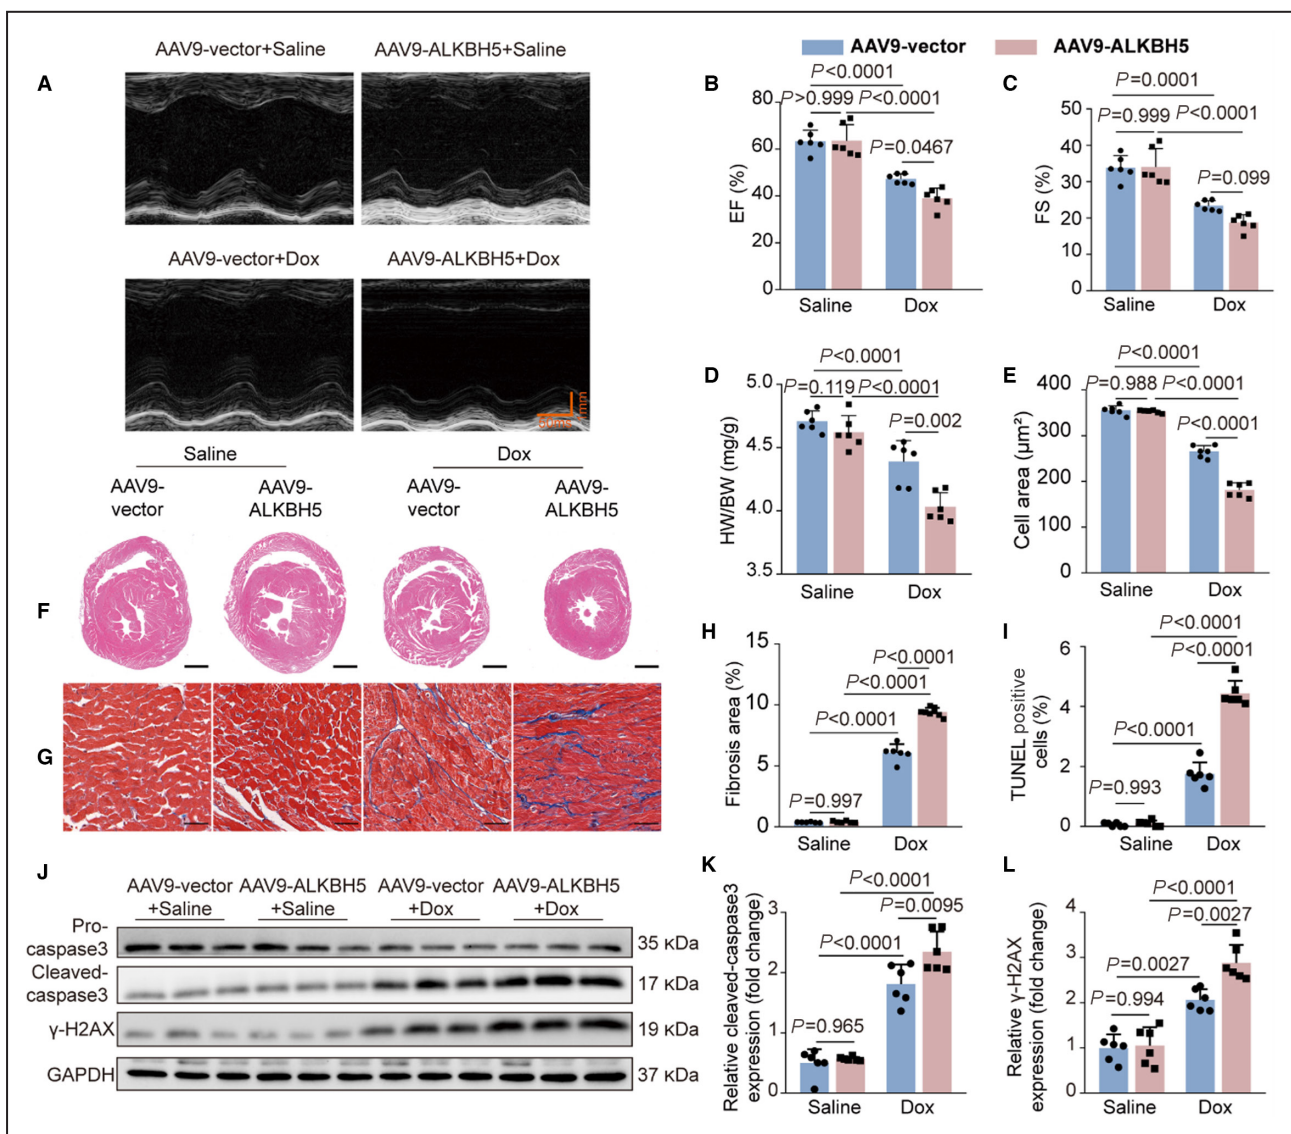 AAV9-vector AAV9-ALKBH5
A
AAV9-vector+Saline AAV9-ALKBH5+Saline
AAV9-vector+Dox AAV9-ALKBH5+Dox
B
P<0.0001
P>0.999 P<0.0001
P=0.0467
EF (%)
80
60
40
20
0
Saline Dox
C
P=0.0001
P=0.999 P<0.0001
P=0.099
FS (%)
50
40
30
20
10
0
Saline Dox
D
P<0.0001
P=0.119 P<0.0001
P=0.002
HW/BW (mg/g)
5.0
4.5
4.0
3.5
Saline Dox
E
P<0.0001
P=0.988 P<0.0001
P<0.0001
Cell area (μm²)
400
300
200
100
0
Saline Dox
Saline Dox
AAV9-
vector
AAV9-
ALKBH5
AAV9-
vector
AAV9-
ALKBH5
F
G
H
P<0.0001
P<0.0001
P<0.0001
P=0.997
Fibrosis area (%)
15
10
5
0
Saline Dox
I
P<0.0001
P<0.0001
P<0.0001
P=0.993
TUNEL positive
cells (%)
6
4
2
0
Saline Dox
J
AAV9-vector AAV9-ALKBH5 AAV9-vector AAV9-ALKBH5
+Saline +Saline +Dox +Dox
Pro-
caspase3 35 кDa
Cleaved-
caspase3 17 кDa
γ-H2AX 19 кDa
GAPDH 37 кDa
K
P<0.0001
P=0.0095
P<0.0001
P=0.965
Relative cleaved-caspase3
expression (fold change)
3
2
1
0
Saline Dox
L
P<0.0001
P=0.0027
P=0.0027
P=0.994
Relative γ-H2AX
expression (fold change)
4
3
2
1
0
Saline Dox